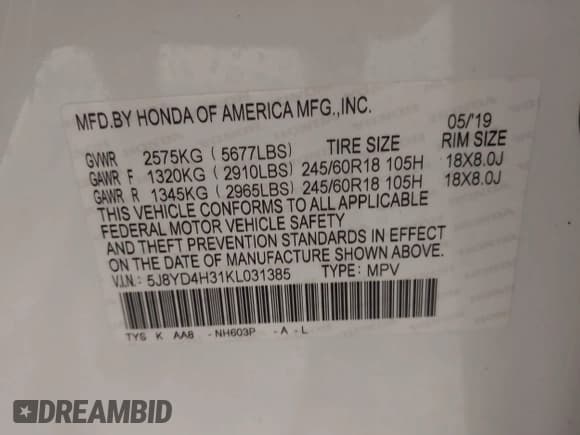 MFD.BY HONDA OF AMERICA MFG.,INC. 05/'19
GVWR 2575KG ( 5677LBS) TIRE SIZE RIM SIZE
GAWR F 1320KG ( 2910LBS) 245/60R18 105H 18X8.0J
GAWR R 1345KG ( 2965LBS) 245/60R18 105H 18X8.0J
THIS VEHICLE CONFORMS TO ALL APPLICABLE
FEDERAL MOTOR VEHICLE SAFETY
AND THEFT PREVENTION STANDARDS IN EFFECT
ON THE DATE OF MANUFACTURE SHOWN ABOVE.
V.I.N.: 5J8YD4H31KL031385 TYPE: MPV
TYS K AA8 -NH603P -A -L
DREAMBID